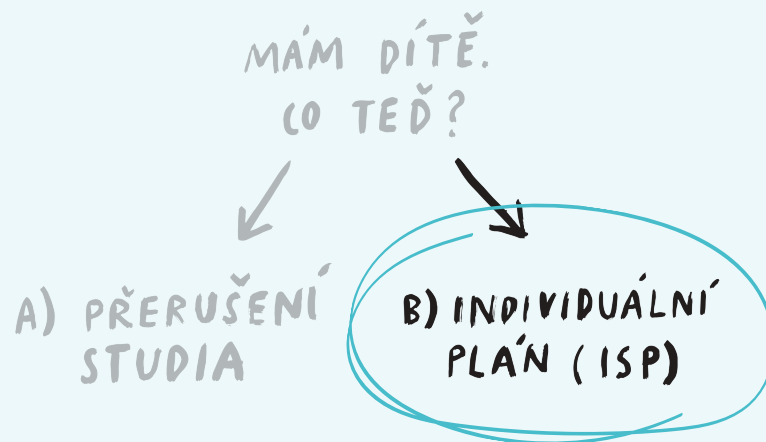 MÁM DÍTĚ.
CO TEĎ?
A) PŘERUŠENÍ
STUDIA
B) INDIVIDUÁLNÍ
PLÁN (ISP)